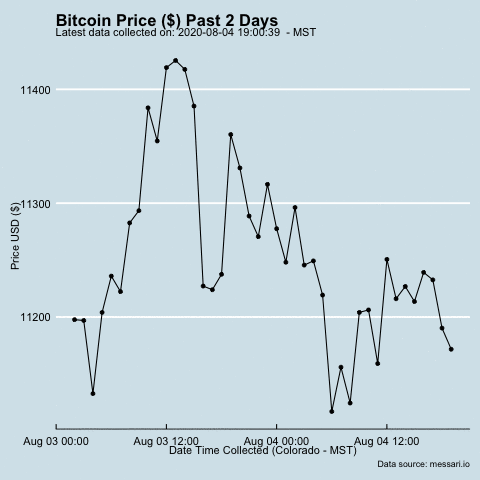 Bitcoin Price ($) Past 2 Days
Latest data collected on: 2020-08-04 19:00:39  - MST
11400
11300
11200
Price USD ($)
Aug 03 00:00
Aug 03 12:00
Aug 04 00:00
Aug 04 12:00
Date Time Collected (Colorado - MST)
Data source: messari.io